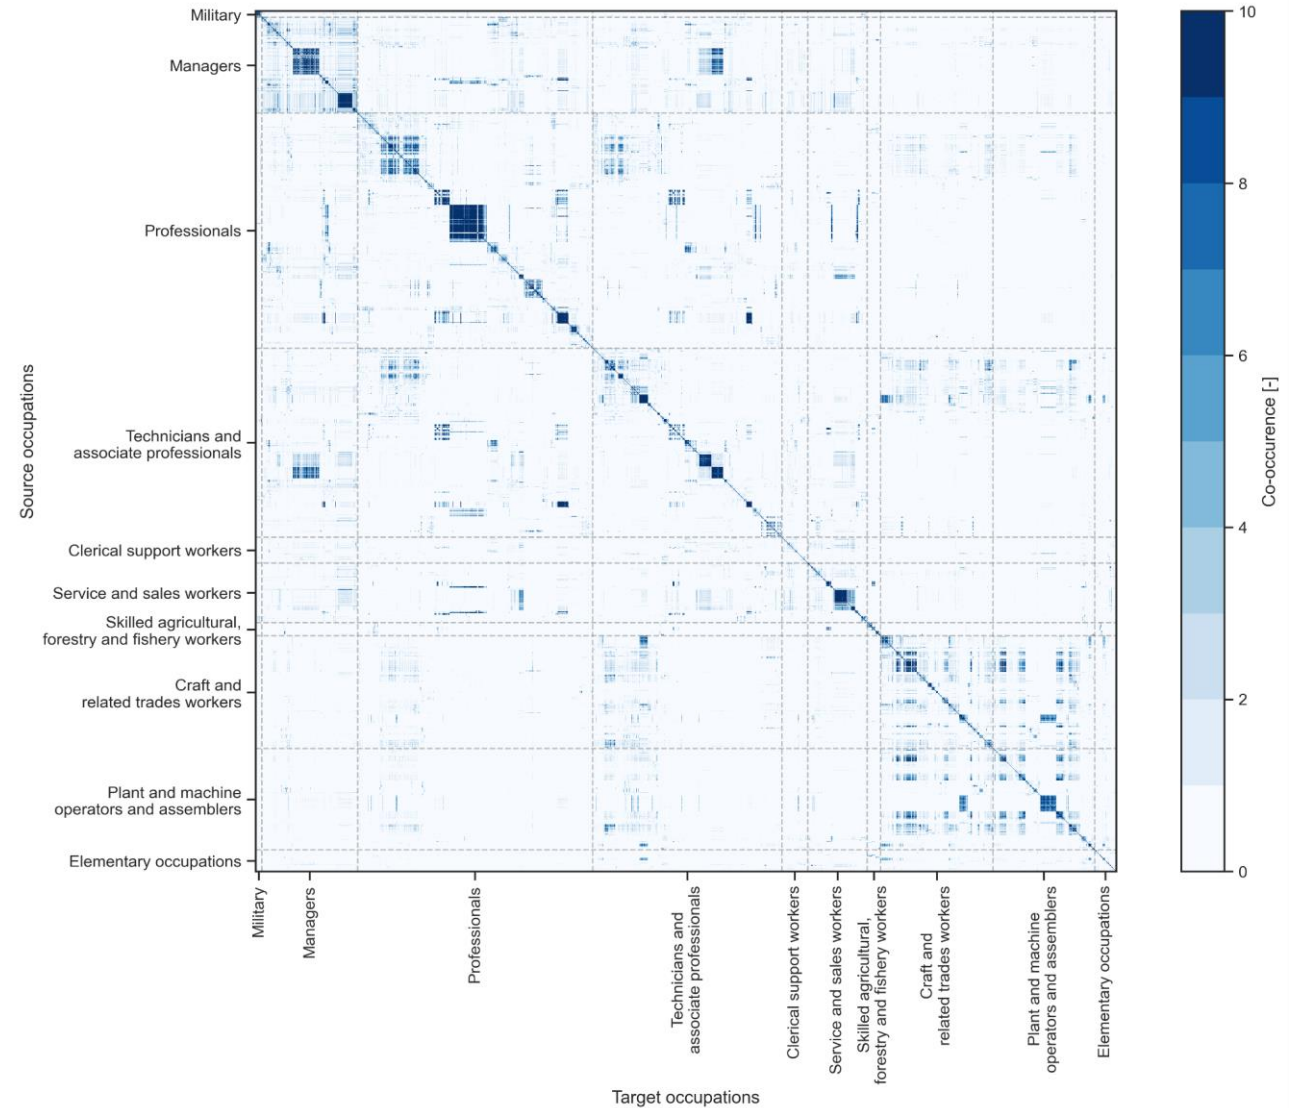 Military
Managers
Professionals
Technicians and
associate professionals
Clerical support workers
Service and sales workers
Skilled agricultural,
forestry and fishery workers
Craft and
related trades workers
Plant and machine
operators and assemblers
Elementary occupations
Source occupations
Military
Managers
Professionals
Technicians and
associate professionals
Clerical support workers
Service and sales workers
Skilled agricultural,
forestry and fishery workers
Craft and
related trades workers
Plant and machine
operators and assemblers
Elementary occupations
Target occupations
10
8
6
4
2
0
Co-occurence [-]